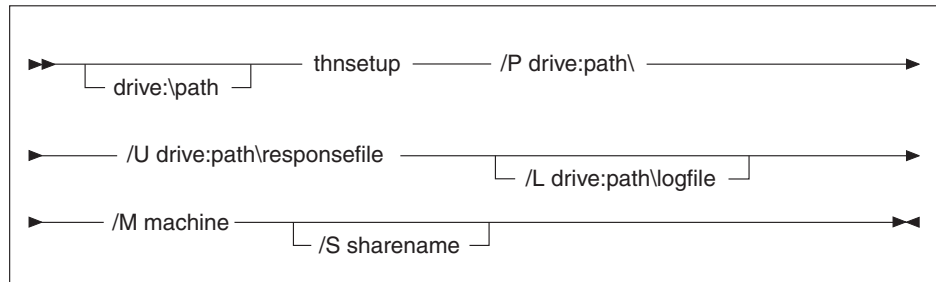 thnsetup /P drive:path\
drive:\path
/U drive:path\responsefile
/L drive:path\logfile
/M machine
/S sharename